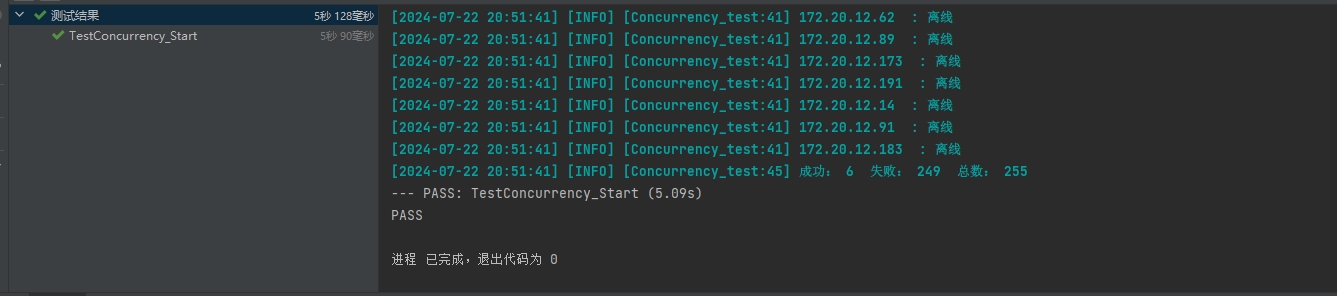 测试结果 5秒 128毫秒
TestConcurrency_Start 5秒 90毫秒
[2024-07-22 20:51:41] [INFO] [Concurrency_test:41] 172.20.12.62 : 离线
[2024-07-22 20:51:41] [INFO] [Concurrency_test:41] 172.20.12.89 : 离线
[2024-07-22 20:51:41] [INFO] [Concurrency_test:41] 172.20.12.173 : 离线
[2024-07-22 20:51:41] [INFO] [Concurrency_test:41] 172.20.12.191 : 离线
[2024-07-22 20:51:41] [INFO] [Concurrency_test:41] 172.20.12.14 : 离线
[2024-07-22 20:51:41] [INFO] [Concurrency_test:41] 172.20.12.91 : 离线
[2024-07-22 20:51:41] [INFO] [Concurrency_test:41] 172.20.12.183 : 离线
[2024-07-22 20:51:41] [INFO] [Concurrency_test:45] 成功: 6 失败: 249 总数: 255
--- PASS: TestConcurrency_Start (5.09s)
PASS
进程 已完成，退出代码为 0